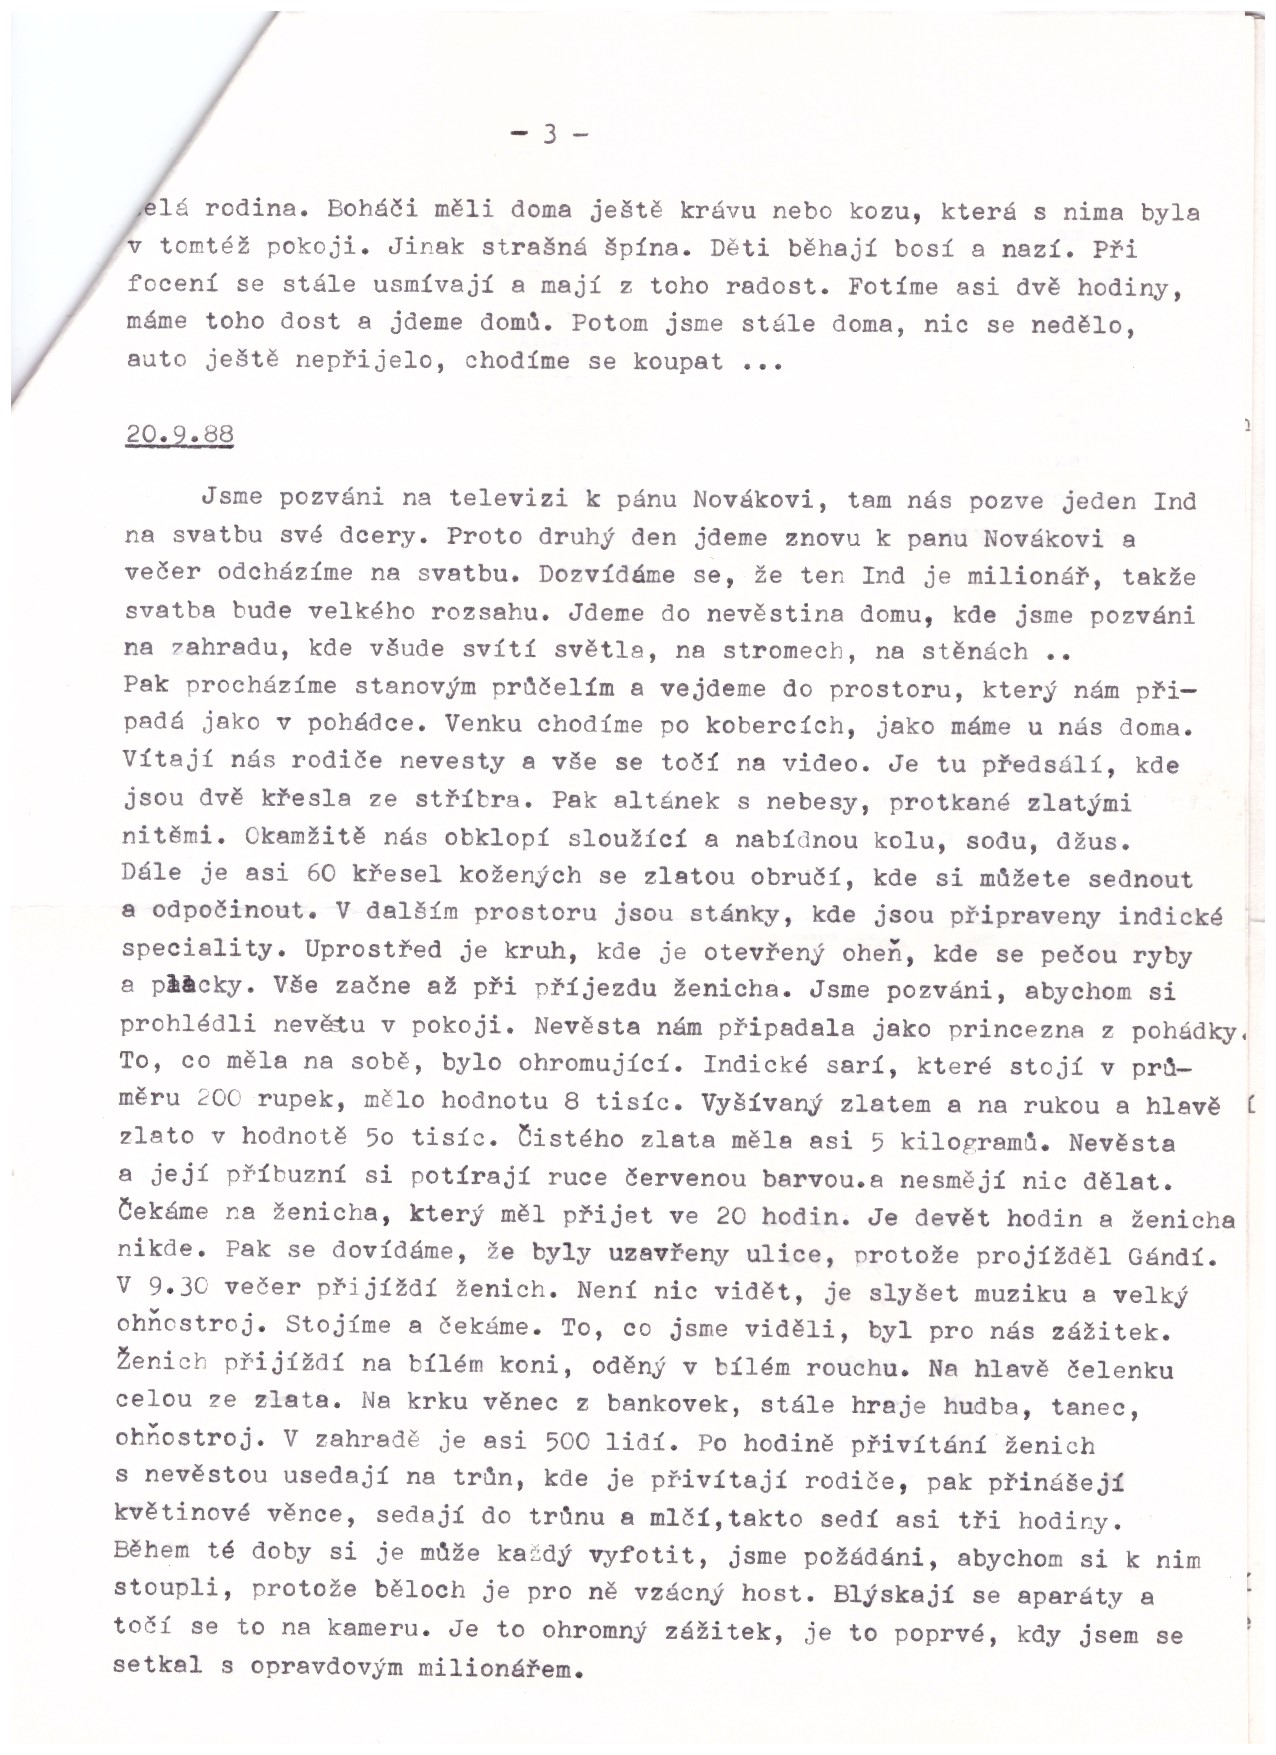 - 3 -
elá rodina. Boháči měli doma ještě krávu nebo kozu, která s nima byla
v tomtéž pokoji. Jinak strašná špína. Děti běhají bosí a nazí. Při
focení se stále usmívají a mají z toho radost. Fotíme asi dvě hodiny,
máme toho dost a jdeme domů. Potom jsme stále doma, nic se nedělo,
auto ještě nepřijelo, chodíme se koupat ...
20.9.88
Jsme pozváni na televizi k pánu Novákovi, tam nás pozve jeden Ind
na svatbu své dcery. Proto druhý den jdeme znovu k panu Novákovi a
večer odcházíme na svatbu. Dozvídáme se, že ten Ind je milionář, takže
svatba bude velkého rozsahu. Jdeme do nevěstina domu, kde jsme pozváni
na zahradu, kde všude svítí světla, na stromech, na stěnách ..
Pak procházíme stanovým průčelím a vejdeme do prostoru, který nám při-
padá jako v pohádce. Venku chodíme po kobercích, jako máme u nás doma.
Vítají nás rodiče nevesty a vše se točí na video. Je tu předsálí, kde
jsou dvě křesla ze stříbra. Pak altánek s nebesy, protkané zlatými
nitěmi. Okamžitě nás obklopí sloužící a nabídnou kolu, sodu, džus.
Dále je asi 60 křesel kožených se zlatou obručí, kde si můžete sednout
a odpočinout. V dalším prostoru jsou stánky, kde jsou připraveny indické
speciality. Uprostřed je kruh, kde je otevřený oheň, kde se pečou ryby
a placky. Vše začne až při příjezdu ženicha. Jsme pozváni, abychom si
prohlédli nevětu v pokoji. Nevěsta nám připadala jako princezna z pohádky.
To, co měla na sobě, bylo ohromující. Indické sarí, které stojí v prů-
měru 200 rupek, mělo hodnotu 8 tisíc. Vyšívaný zlatem a na rukou a hlavě
zlato v hodnotě 5o tisíc. Čistého zlata měla asi 5 kilogramů. Nevěsta
a její příbuzní si potírají ruce červenou barvou.a nesmějí nic dělat.
Čekáme na ženicha, který měl přijet ve 20 hodin. Je devět hodin a ženicha
nikde. Pak se dovídáme, že byly uzavřeny ulice, protože projížděl Gándí.
V 9.30 večer přijíždí ženich. Není nic vidět, je slyšet muziku a velký
ohňostroj. Stojíme a čekáme. To, co jsme viděli, byl pro nás zážitek.
Ženich přijíždí na bílém koni, oděný v bílém rouchu. Na hlavě čelenku
celou ze zlata. Na krku věnec z bankovek, stále hraje hudba, tanec,
ohňostroj. V zahradě je asi 500 lidí. Po hodině přivítání ženich
s nevěstou usedají na trůn, kde je přivítají rodiče, pak přinášejí
květinové věnce, sedají do trůnu a mlčí,takto sedí asi tři hodiny.
Během té doby si je může každý vyfotit, jsme požádáni, abychom si k nim
stoupli, protože běloch je pro ně vzácný host. Blýskají se aparáty a
točí se to na kameru. Je to ohromný zážitek, je to poprvé, kdy jsem se
setkal s opravdovým milionářem.